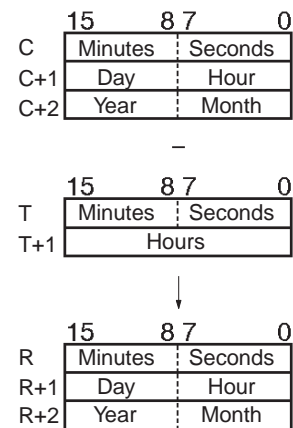 15 8 7 0
C Minutes Seconds
C+1 Day Hour
C+2 Year Month
–
15 8 7 0
T Minutes Seconds
T+1 Hours
15 8 7 0
R Minutes Seconds
R+1 Day Hour
R+2 Year Month